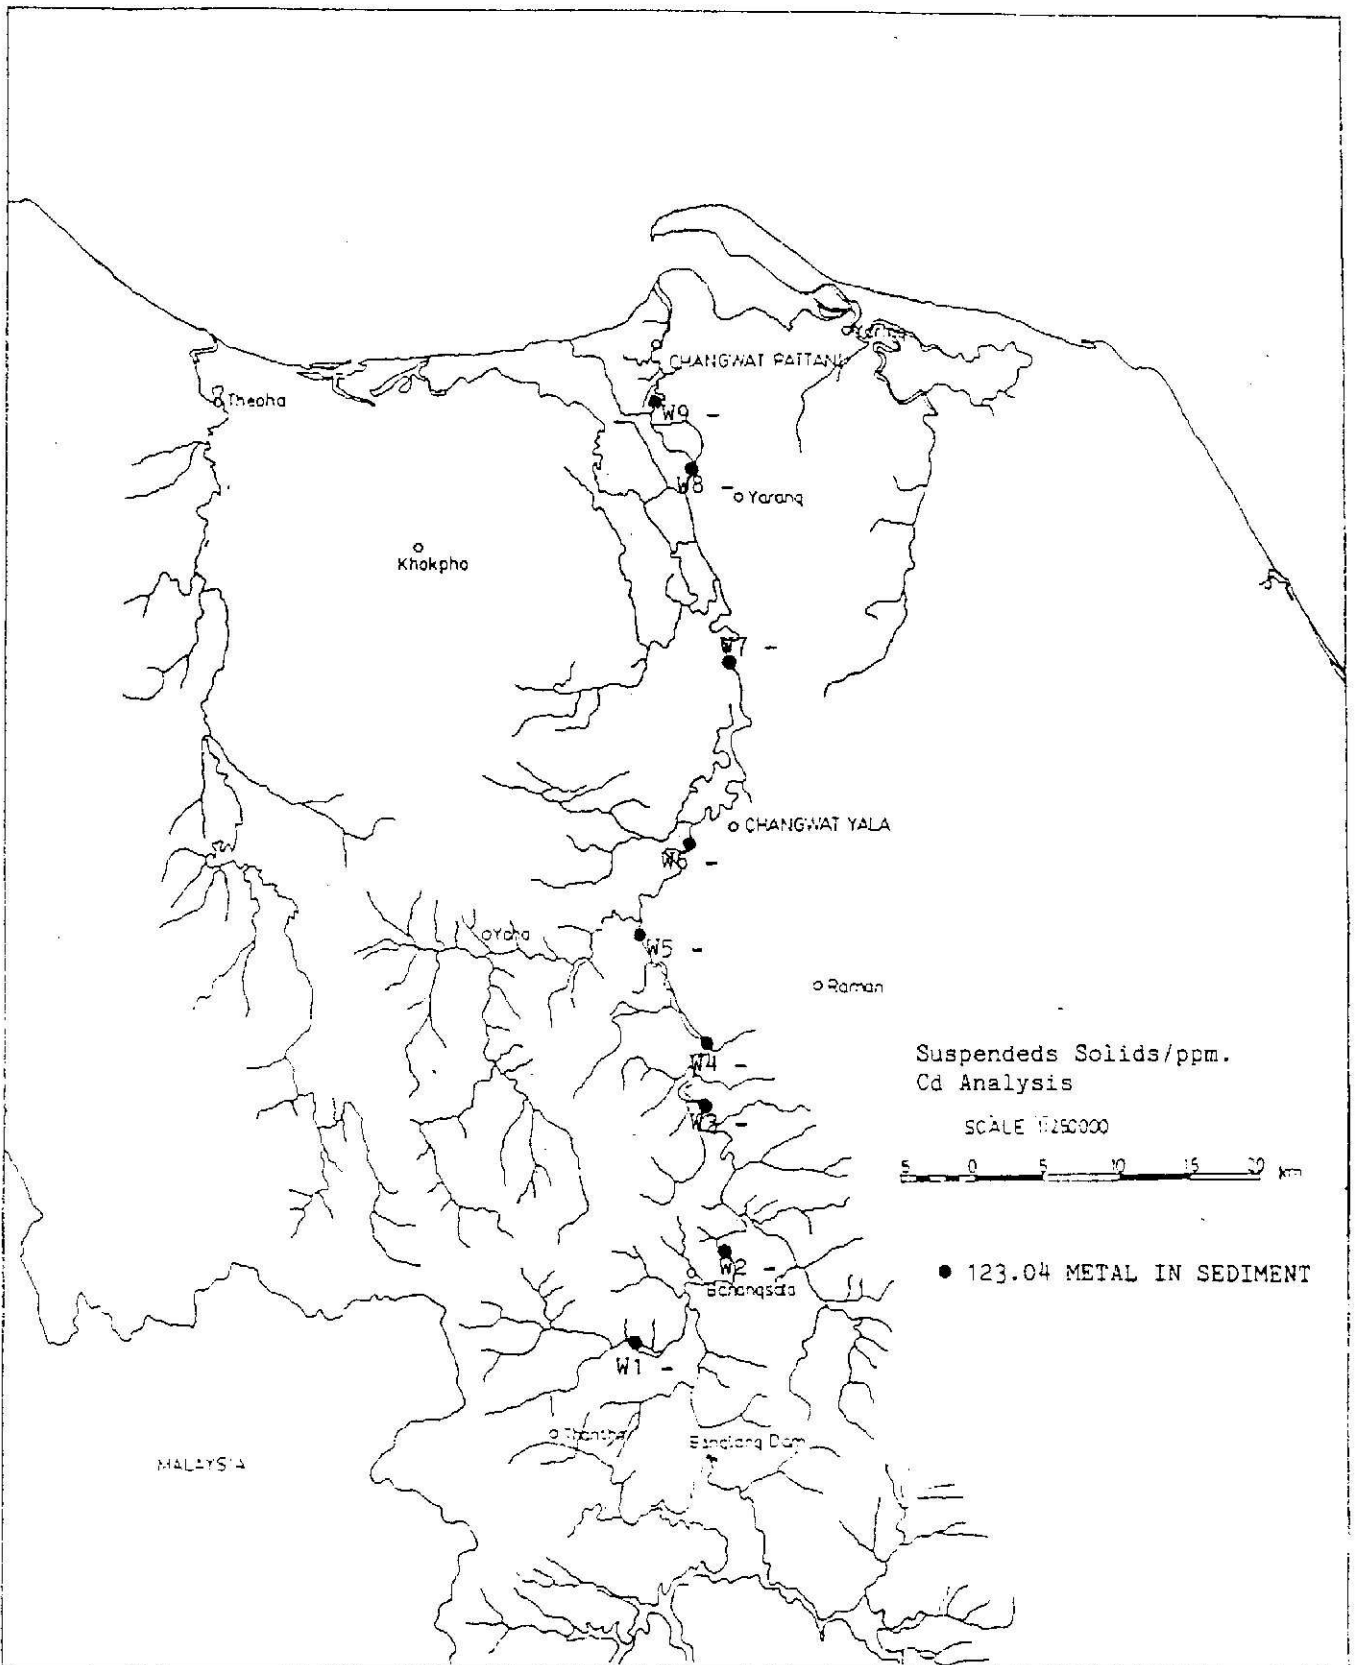 CHANGWAT PATTANI
Theoha
W9 -
W8 -
Yarang
Khokpho
W7 -
CHANGWAT YALA
W6 -
Yaha
W5 -
Raman
Suspendeds Solids/ppm.
W4 -
Cd Analysis
W3 -
SCALE
5 0 5 10 15 20 km
W2 -
● 123.04 METAL IN SEDIMENT
W1 -
Dam
MALAYSIA